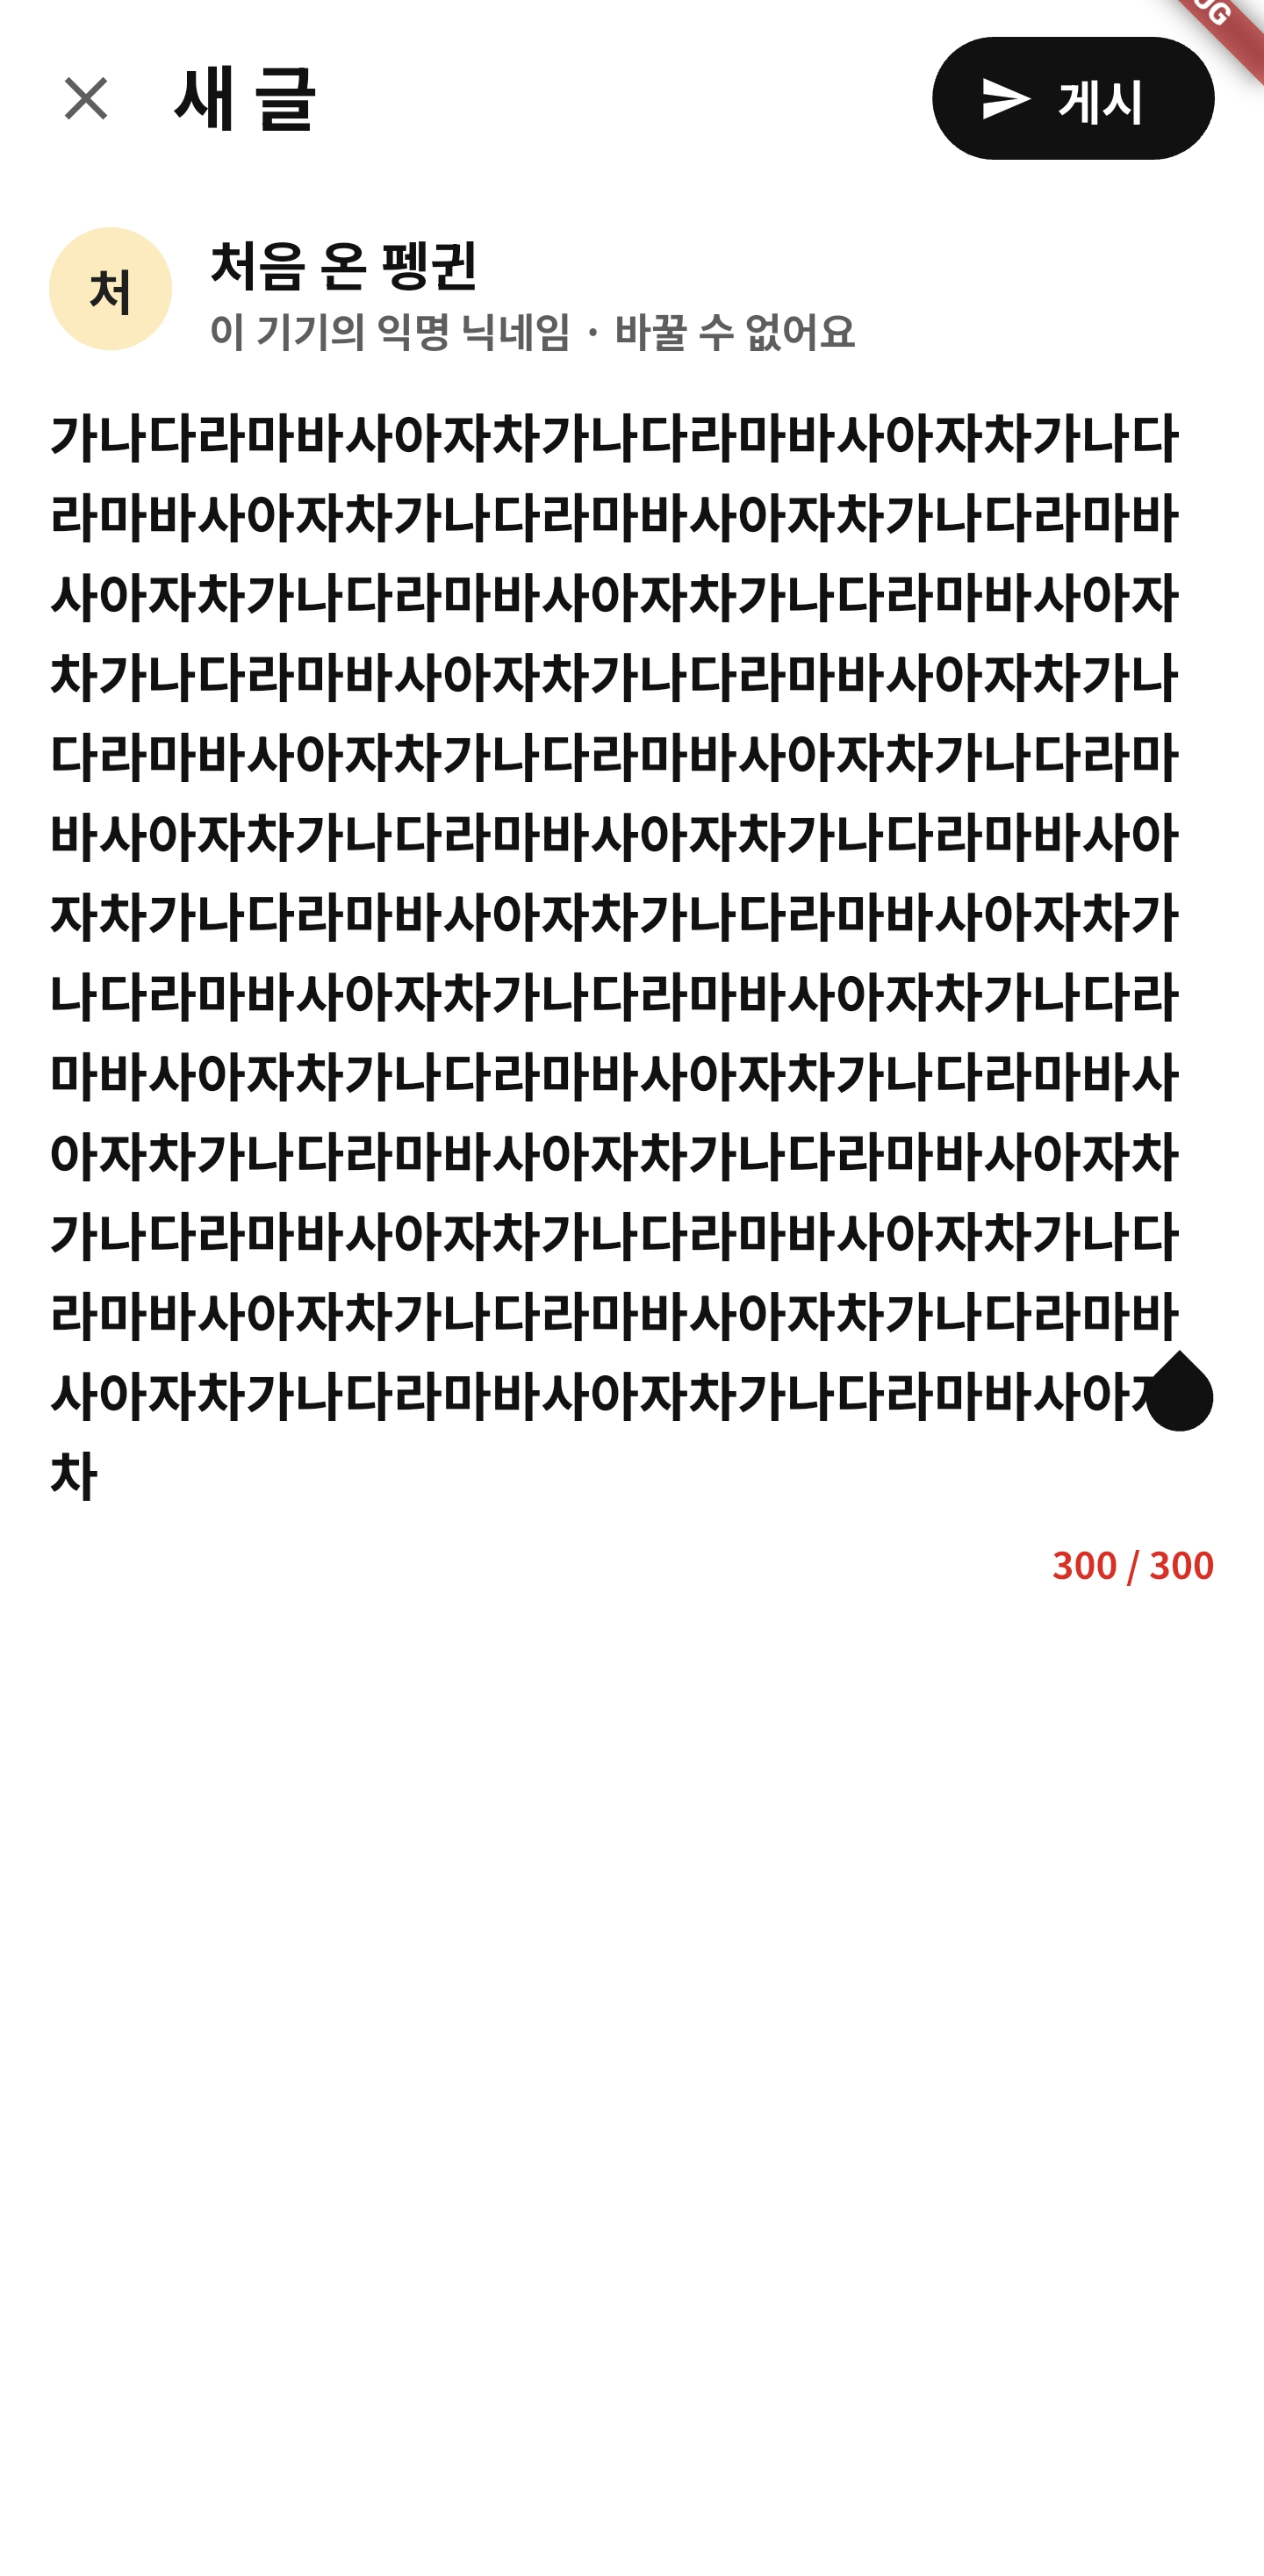 새 글
게시
처
처음 온 펭귄
이 기기의 익명 닉네임 · 바꿀 수 없어요
가나다라마바사아자차가나다라마바사아자차가나다
라마바사아자차가나다라마바사아자차가나다라마바
사아자차가나다라마바사아자차가나다라마바사아자
차가나다라마바사아자차가나다라마바사아자차가나
다라마바사아자차가나다라마바사아자차가나다라마
바사아자차가나다라마바사아자차가나다라마바사아
자차가나다라마바사아자차가나다라마바사아자차가
나다라마바사아자차가나다라마바사아자차가나다라
마바사아자차가나다라마바사아자차가나다라마바사
아자차가나다라마바사아자차가나다라마바사아자차
가나다라마바사아자차가나다라마바사아자차가나다
라마바사아자차가나다라마바사아자차가나다라마바
사아자차가나다라마바사아자차가나다라마바사아자
차
300 / 300